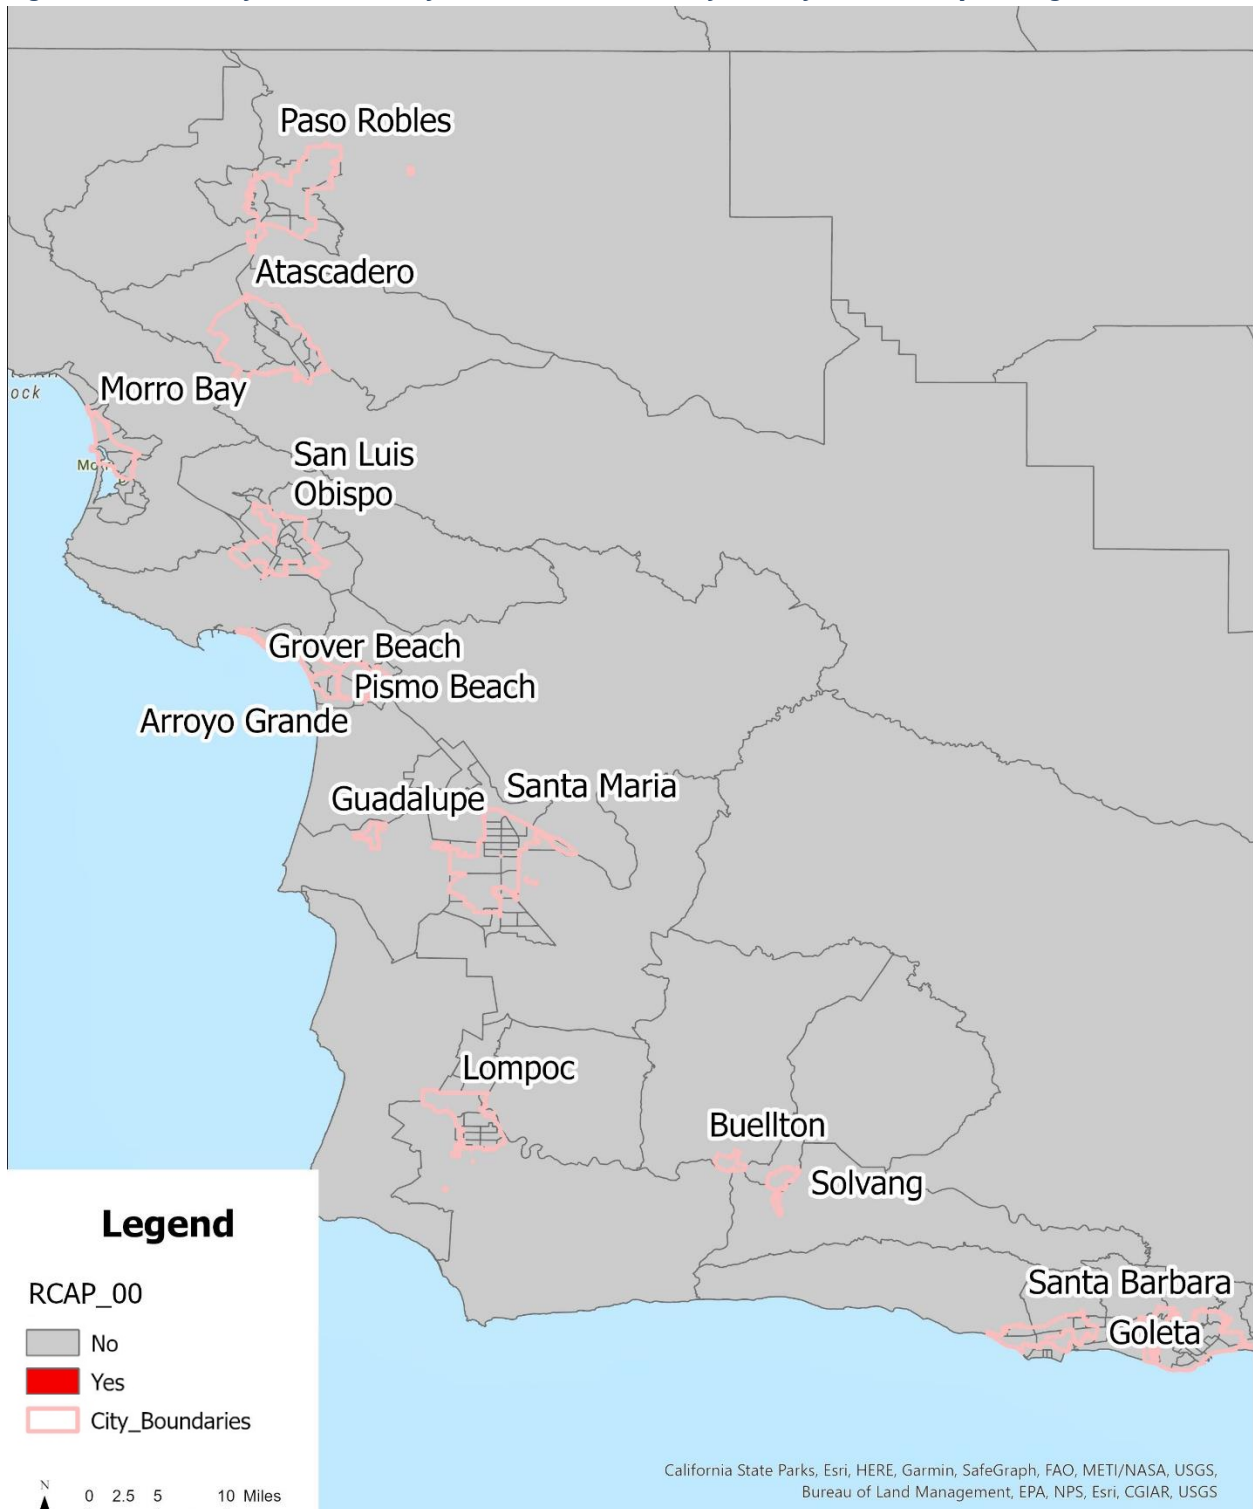 Paso Robles
Atascadero
ock
Morro Bay
San Luis
Obispo
Grover Beach
Pismo Beach
Arroyo Grande
Santa Maria
Guadalupe
Lompoc
Buellton
Solvang
Santa Barbara
Goleta
Legend
RCAP_00
No
Yes
City_Boundaries
N
0 2.5 5 10 Miles
California State Parks, Esri, HERE, Garmin, SafeGraph, FAO, METI/NASA, USGS,
Bureau of Land Management, EPA, NPS, Esri, CGIAR, USGS